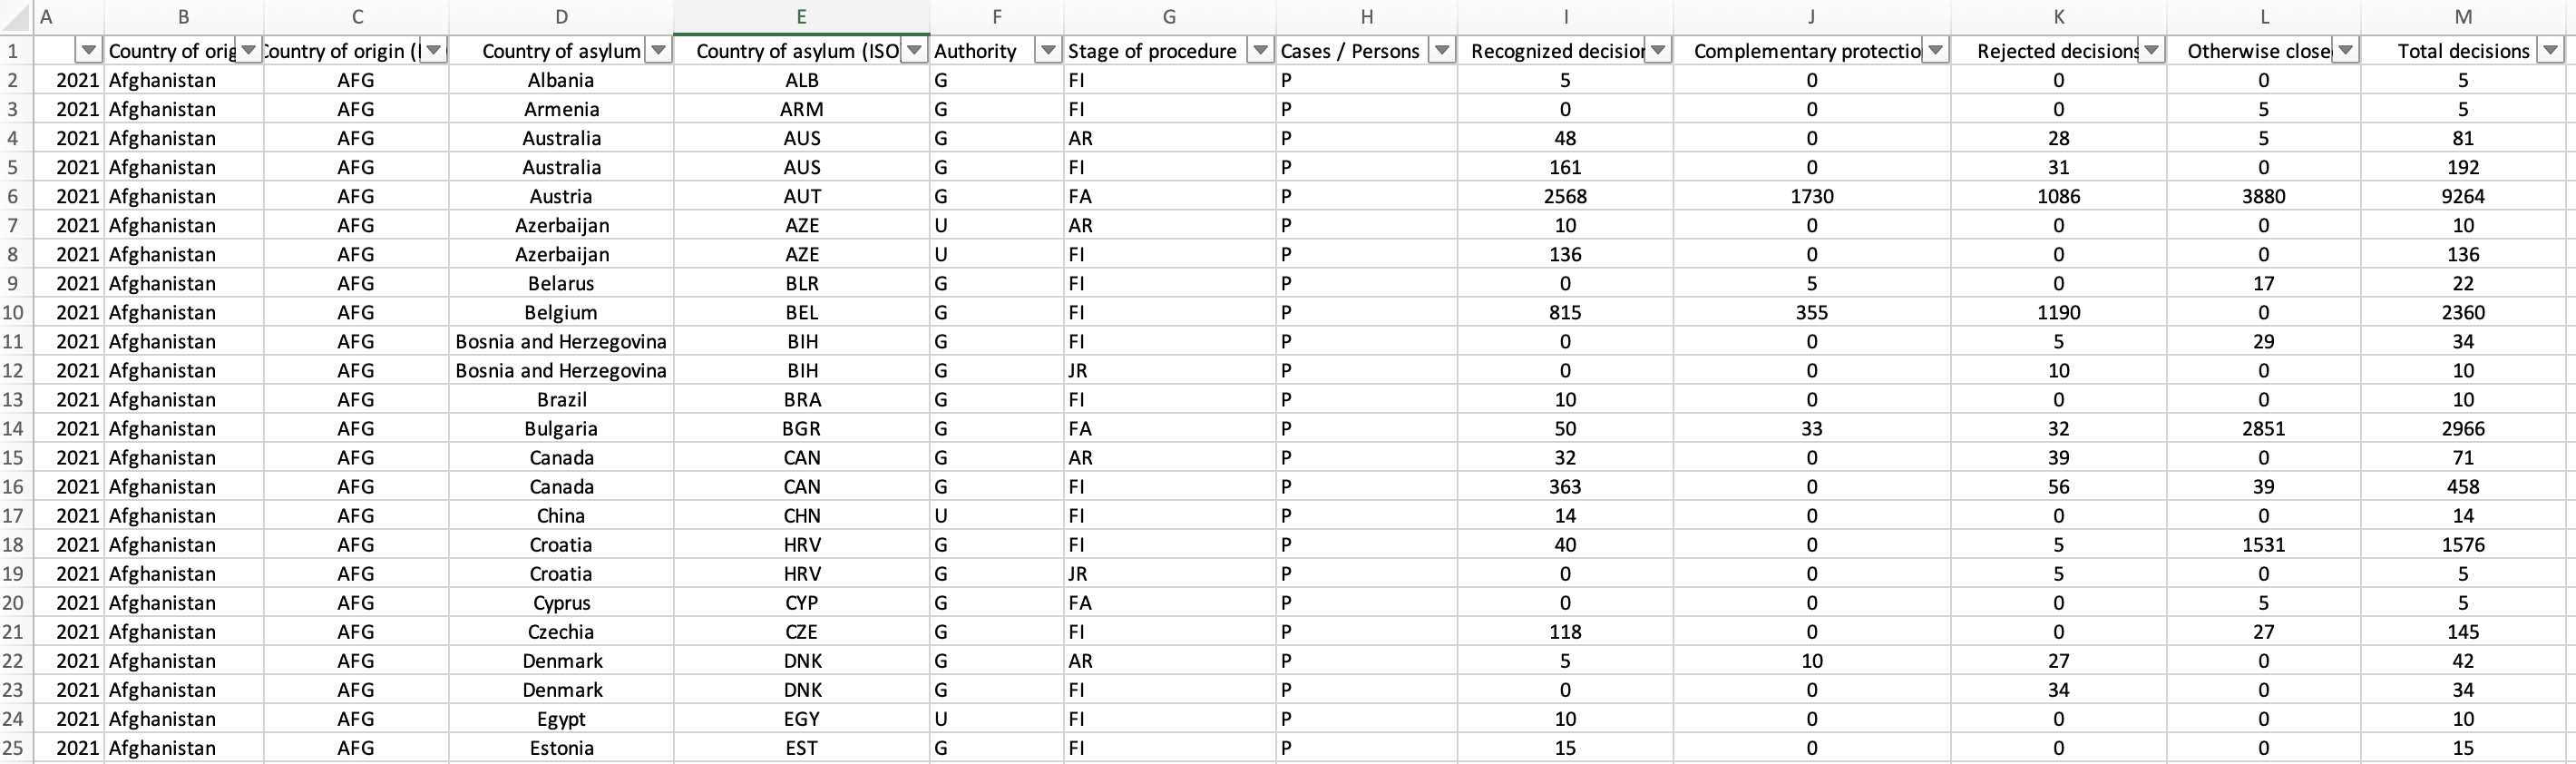 A B C D E F G H I J K L M
1 Country of orig Country of origin (I Country of asylum Country of asylum (ISO Authority Stage of procedure Cases / Persons Recognized decision Complementary protectio Rejected decisions Otherwise close Total decisions
2 2021 Afghanistan AFG Albania ALB G FI P 5 0 0 0 5
3 2021 Afghanistan AFG Armenia ARM G FI P 0 0 0 5 5
4 2021 Afghanistan AFG Australia AUS G AR P 48 0 28 5 81
5 2021 Afghanistan AFG Australia AUS G FI P 161 0 31 0 192
6 2021 Afghanistan AFG Austria AUT G FA P 2568 1730 1086 3880 9264
7 2021 Afghanistan AFG Azerbaijan AZE U AR P 10 0 0 0 10
8 2021 Afghanistan AFG Azerbaijan AZE U FI P 136 0 0 0 136
9 2021 Afghanistan AFG Belarus BLR G FI P 0 5 0 17 22
10 2021 Afghanistan AFG Belgium BEL G FI P 815 355 1190 0 2360
11 2021 Afghanistan AFG Bosnia and Herzegovina BIH G FI P 0 0 5 29 34
12 2021 Afghanistan AFG Bosnia and Herzegovina BIH G JR P 0 0 10 0 10
13 2021 Afghanistan AFG Brazil BRA G FI P 10 0 0 0 10
14 2021 Afghanistan AFG Bulgaria BGR G FA P 50 33 32 2851 2966
15 2021 Afghanistan AFG Canada CAN G AR P 32 0 39 0 71
16 2021 Afghanistan AFG Canada CAN G FI P 363 0 56 39 458
17 2021 Afghanistan AFG China CHN U FI P 14 0 0 0 14
18 2021 Afghanistan AFG Croatia HRV G FI P 40 0 5 1531 1576
19 2021 Afghanistan AFG Croatia HRV G JR P 0 0 5 0 5
20 2021 Afghanistan AFG Cyprus CYP G FA P 0 0 0 5 5
21 2021 Afghanistan AFG Czechia CZE G FI P 118 0 0 27 145
22 2021 Afghanistan AFG Denmark DNK G AR P 5 10 27 0 42
23 2021 Afghanistan AFG Denmark DNK G FI P 0 0 34 0 34
24 2021 Afghanistan AFG Egypt EGY U FI P 10 0 0 0 10
25 2021 Afghanistan AFG Estonia EST G FI P 15 0 0 0 15